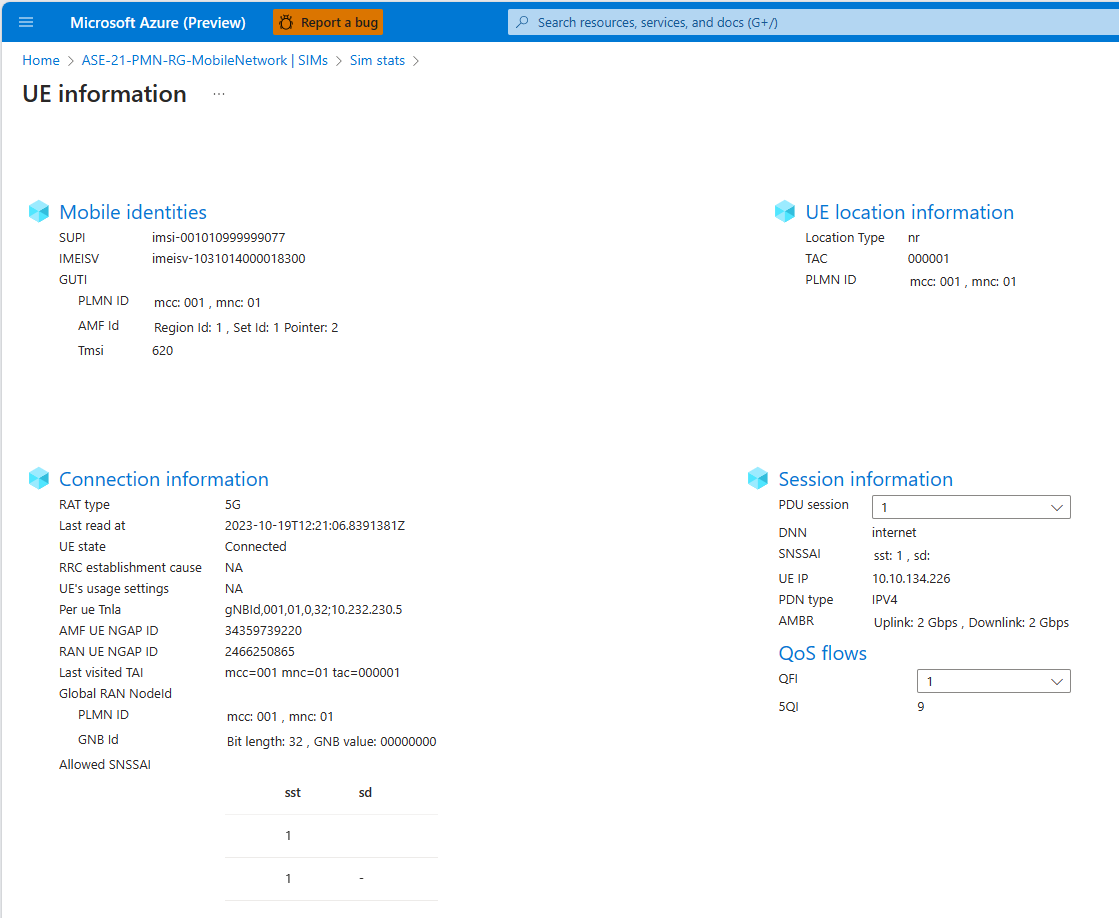 Microsoft Azure (Preview)
Report a bug
Search resources, services, and docs (G+/)
Home > ASE-21-PMN-RG-MobileNetwork | SIMs > Sim stats >
UE information ...
Mobile identities
SUPI imsi-001010999999077
IMEISV imeisv-1031014000018300
GUTI
PLMN ID mcc: 001 , mnc: 01
AMF Id Region Id: 1 , Set Id: 1 Pointer: 2
Tmsi 620
UE location information
Location Type nr
TAC 000001
PLMN ID mcc: 001 , mnc: 01
Connection information
RAT type 5G
Last read at 2023-10-19T12:21:06.8391381Z
UE state Connected
RRC establishment cause NA
UE's usage settings NA
Per ue Tnla gNBId,001,01,0,32;10.232.230.5
AMF UE NGAP ID 34359739220
RAN UE NGAP ID 2466250865
Last visited TAI mcc=001 mnc=01 tac=000001
Global RAN NodeId
PLMN ID mcc: 001 , mnc: 01
GNB Id Bit length: 32 , GNB value: 00000000
Allowed SNSSAI
sst sd
1
1 -
Session information
PDU session 1
DNN internet
SNSSAI sst: 1 , sd:
UE IP 10.10.134.226
PDN type IPV4
AMBR Uplink: 2 Gbps , Downlink: 2 Gbps
QoS flows
QFI 1
5QI 9